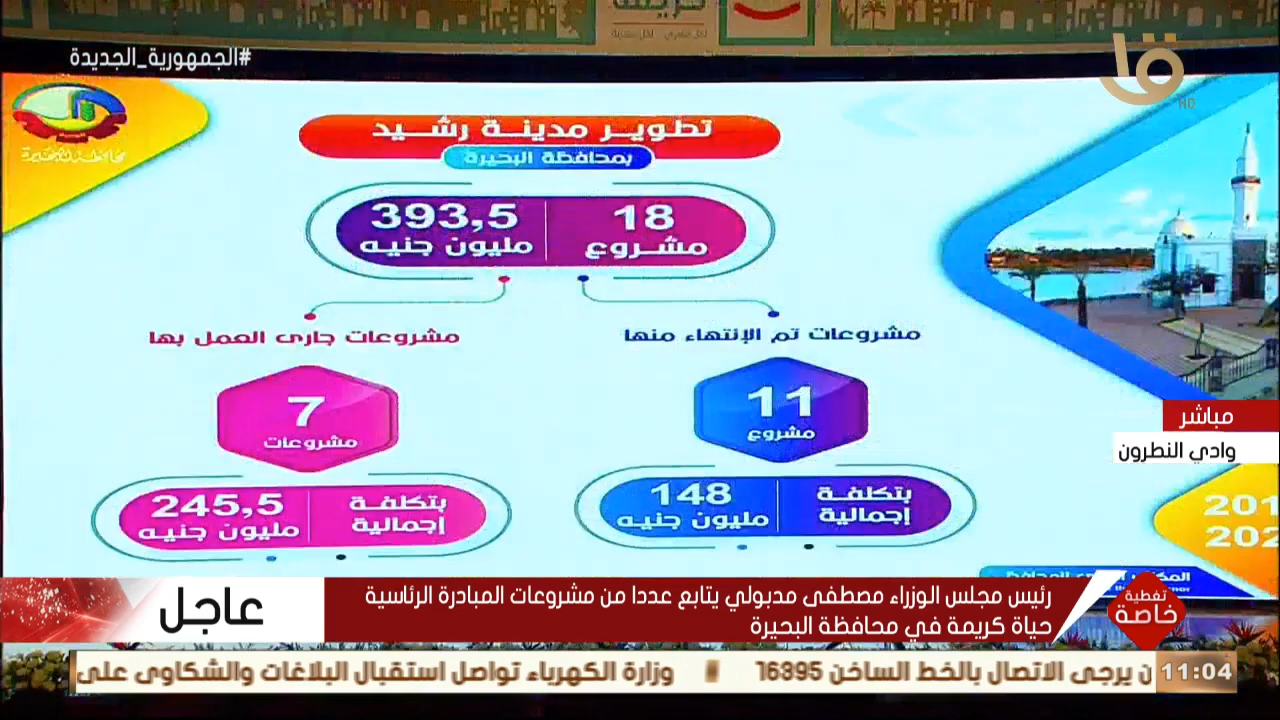 #الجمهورية_الجديدة
تطوير مدينة رشيد
بمحافظة البحيرة
18
مشروع
393,5
مليون جنيه
مشروعات تم الإنتهاء منها
مشروعات جارى العمل بها
11
مشروع
7
مشروعات
بتكلفة
إجمالية
148
مليون جنيه
بتكلفة
إجمالية
245,5
مليون جنيه
مباشر
وادي النطرون
201
202
تغطية
خاصة
رئيس مجلس الوزراء مصطفى مدبولي يتابع عددا من مشروعات المبادرة الرئاسية
حياة كريمة في محافظة البحيرة
عاجل
11:04
ن يرجى الاتصال بالخط الساخن 16895
وزارة الكهرباء تواصل استقبال البلاغات والشكاوى على